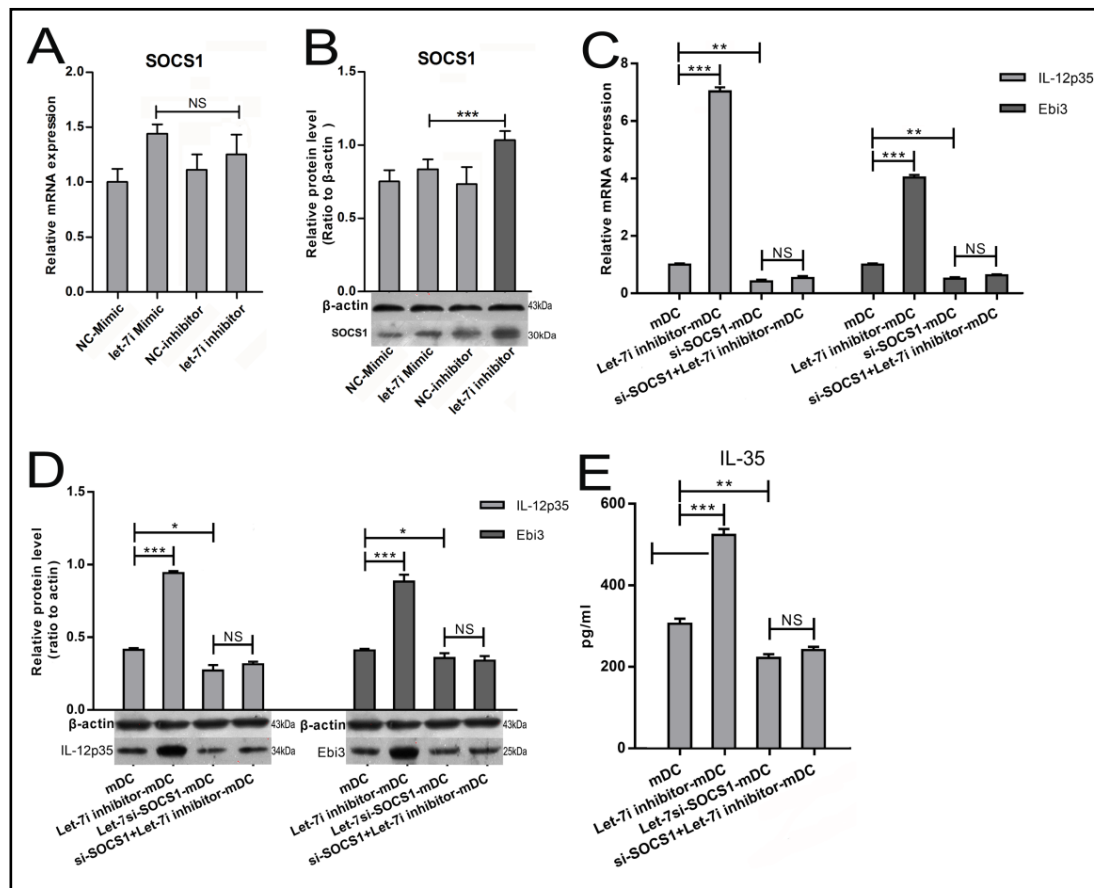 A
SOCS1
Relative mRNA expression
2.0
1.5
1.0
0.5
0.0
NS
NC-Mimic
let-7i Mimic
NC-inhibitor
let-7i inhibitor
B
SOCS1
Relative protein level
(Ratio to β-actin )
1.5
1.0
0.5
0.0
***
β-actin
43kDa
SOCS1
30kDa
NC-Mimic
let-7i Mimic
NC-inhibitor
let-7i inhibitor
C
Relative mRNA expression
8
6
4
2
0
**
***
NS
**
***
NS
IL-12p35
Ebi3
mDC
Let-7i inhibitor-mDC
si-SOCS1-mDC
si-SOCS1+Let-7i inhibitor-mDC
mDC
Let-7i inhibitor-mDC
si-SOCS1-mDC
si-SOCS1+Let-7i inhibitor-mDC
D
Relative protein level
(ratio to actin)
1.5
1.0
0.5
0.0
*
***
NS
*
***
NS
IL-12p35
Ebi3
β-actin
43kDa
IL-12p35
34kDa
β-actin
43kDa
Ebi3
25kDa
mDC
Let-7i inhibitor-mDC
Let-7si-SOCS1-mDC
si-SOCS1+Let-7i inhibitor-mDC
mDC
Let-7i inhibitor-mDC
Let-7si-SOCS1-mDC
si-SOCS1+Let-7i inhibitor-mDC
E
IL-35
pg/ml
600
400
200
0
**
***
NS
mDC
Let-7i inhibitor-mDC
Let-7si-SOCS1-mDC
si-SOCS1+Let-7i inhibitor-mDC